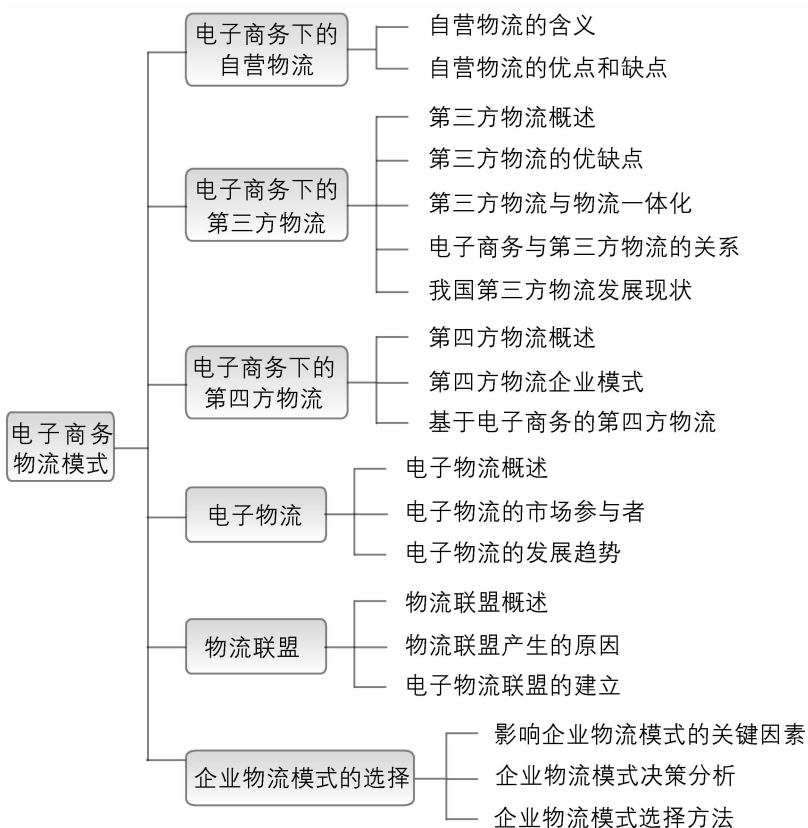 电子商务
物流模式
电子商务下的
自营物流
自营物流的含义
自营物流的优点和缺点
电子商务下的
第三方物流
第三方物流概述
第三方物流的优缺点
第三方物流与物流一体化
电子商务与第三方物流的关系
我国第三方物流发展现状
电子商务下的
第四方物流
第四方物流概述
第四方物流企业模式
基于电子商务的第四方物流
电子物流
电子物流概述
电子物流的市场参与者
电子物流的发展趋势
物流联盟
物流联盟概述
物流联盟产生的原因
电子物流联盟的建立
企业物流模式的选择
影响企业物流模式的关键因素
企业物流模式决策分析
企业物流模式选择方法